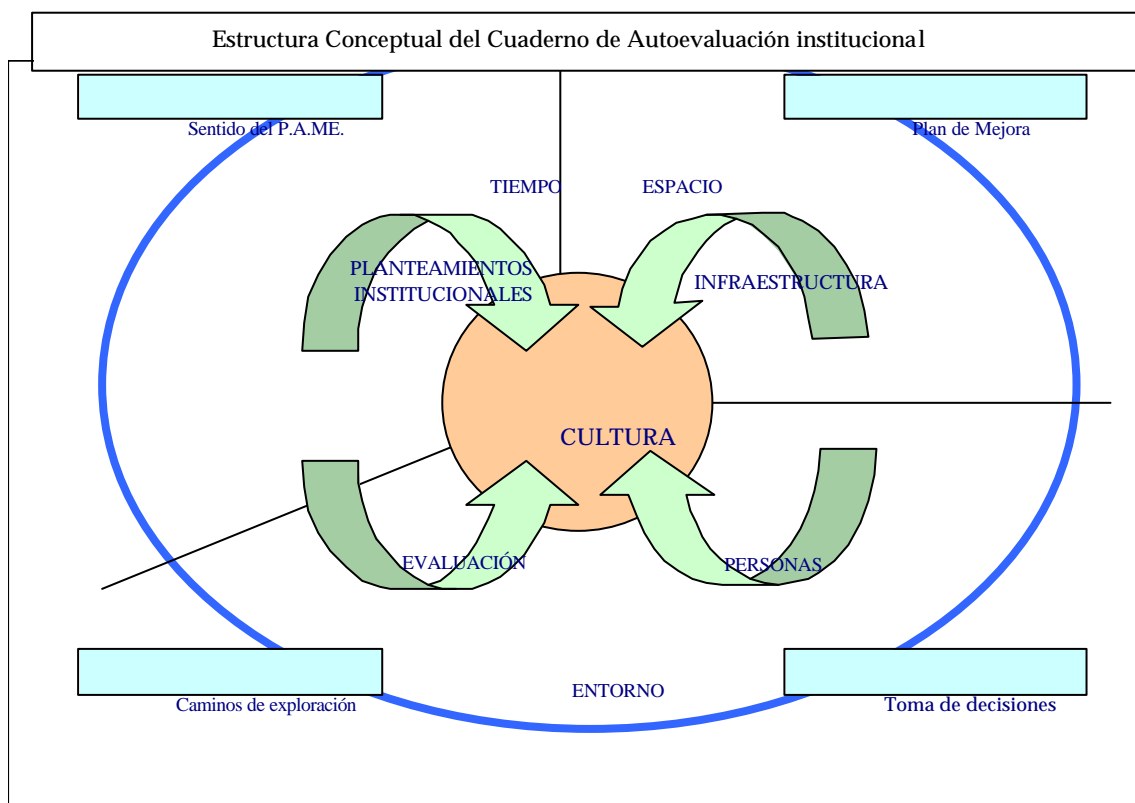 Estructura Conceptual del Cuaderno de Autoevaluación institucional
Sentido del P.A.ME.
Plan de Mejora
TIEMPO
ESPACIO
PLANTEAMIENTOS
INSTITUCIONALES
INFRAESTRUCTURA
CULTURA
EVALUACIÓN
PERSONAS
ENTORNO
Caminos de exploración
Toma de decisiones